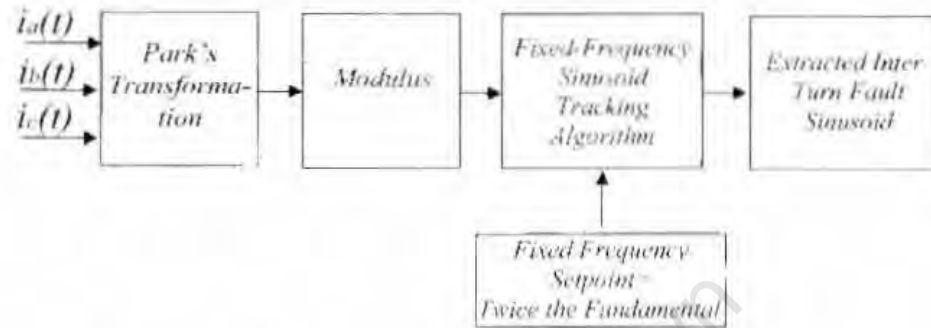 ia(t)
ib(t)
ic(t)
Park's
Transforma-
tion
Modulus
Fixed-Frequency
Sinusoid
Tracking
Algorithm
Extracted Inter
Turn Fault
Sinusoid
Fixed Frequency
Setpoint=
Twice the Fundamental